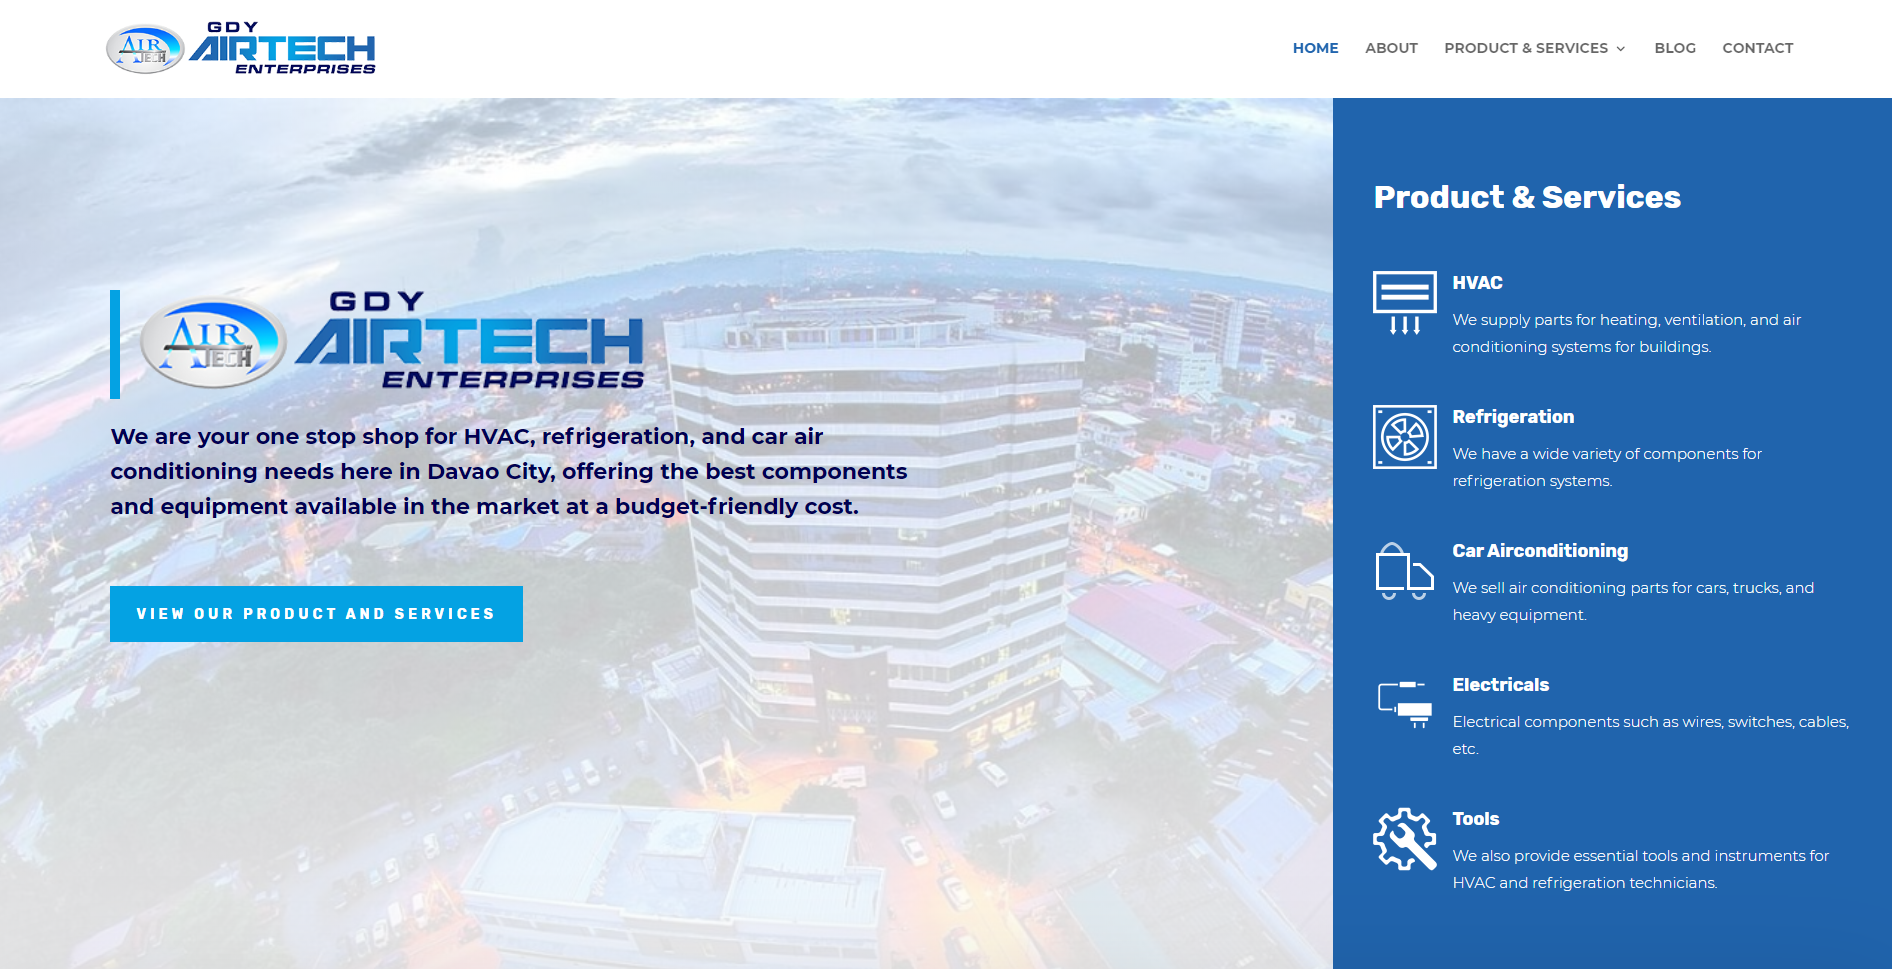 AIR
TECH
GDY
AIRTECH
ENTERPRISES
HOME ABOUT PRODUCT & SERVICES BLOG CONTACT
AIR
TECH
GDY
AIRTECH
ENTERPRISES
We are your one stop shop for HVAC, refrigeration, and car air
conditioning needs here in Davao City, offering the best components
and equipment available in the market at a budget-friendly cost.
VIEW OUR PRODUCT AND SERVICES
Product & Services
HVAC
We supply parts for heating, ventilation, and air
conditioning systems for buildings.
Refrigeration
We have a wide variety of components for
refrigeration systems.
Car Airconditioning
We sell air conditioning parts for cars, trucks, and
heavy equipment.
Electricals
Electrical components such as wires, switches, cables,
etc.
Tools
We also provide essential tools and instruments for
HVAC and refrigeration technicians.